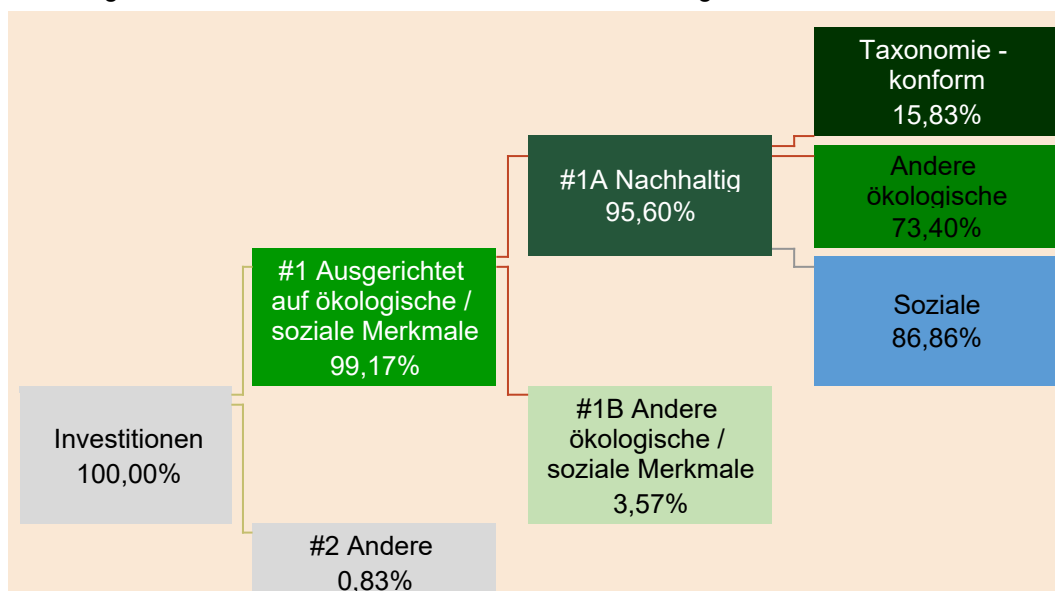 Taxonomie -
konform
15,83%
#1A Nachhaltig
95,60%
Andere
ökologische
73,40%
#1 Ausgerichtet
auf ökologische /
soziale Merkmale
99,17%
Soziale
86,86%
Investitionen
100,00%
#1B Andere
ökologische /
soziale Merkmale
3,57%
#2 Andere
0,83%